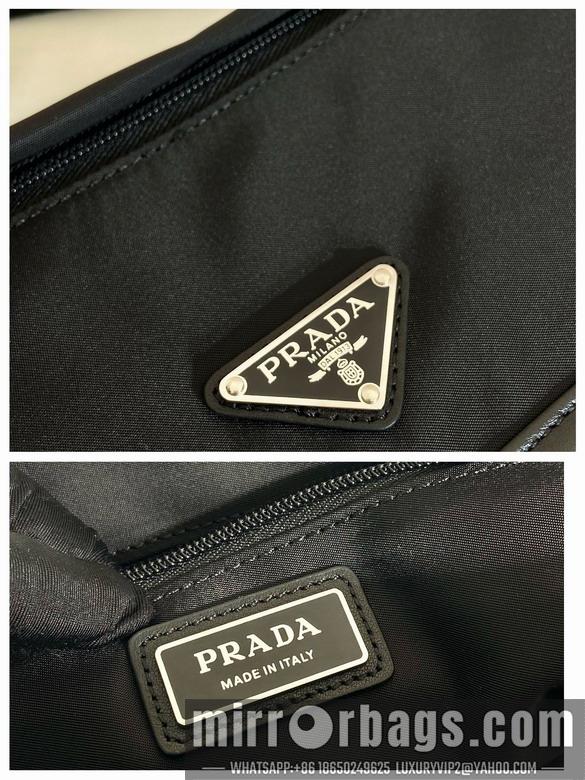 PRADA
MILANO
PRADA
MADE IN ITALY
mirrorbags.com
WHATSAPP:+86 18650249625 LUXURYVIP2@YAHOO.COM